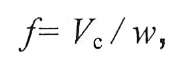 f= Vc / w,